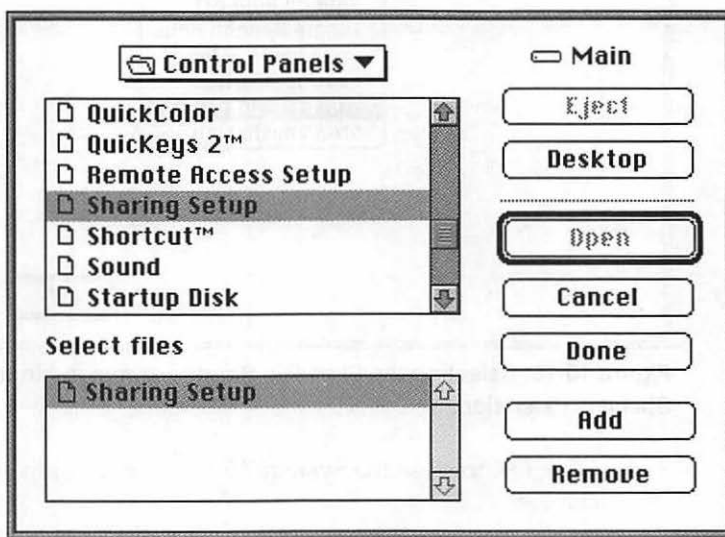 Control Panels
Main
QuickColor
QuicKeys 2™
Remote Access Setup
Sharing Setup
Shortcut™
Sound
Startup Disk
Eject
Desktop
Open
Cancel
Done
Select files
Sharing Setup
Add
Remove